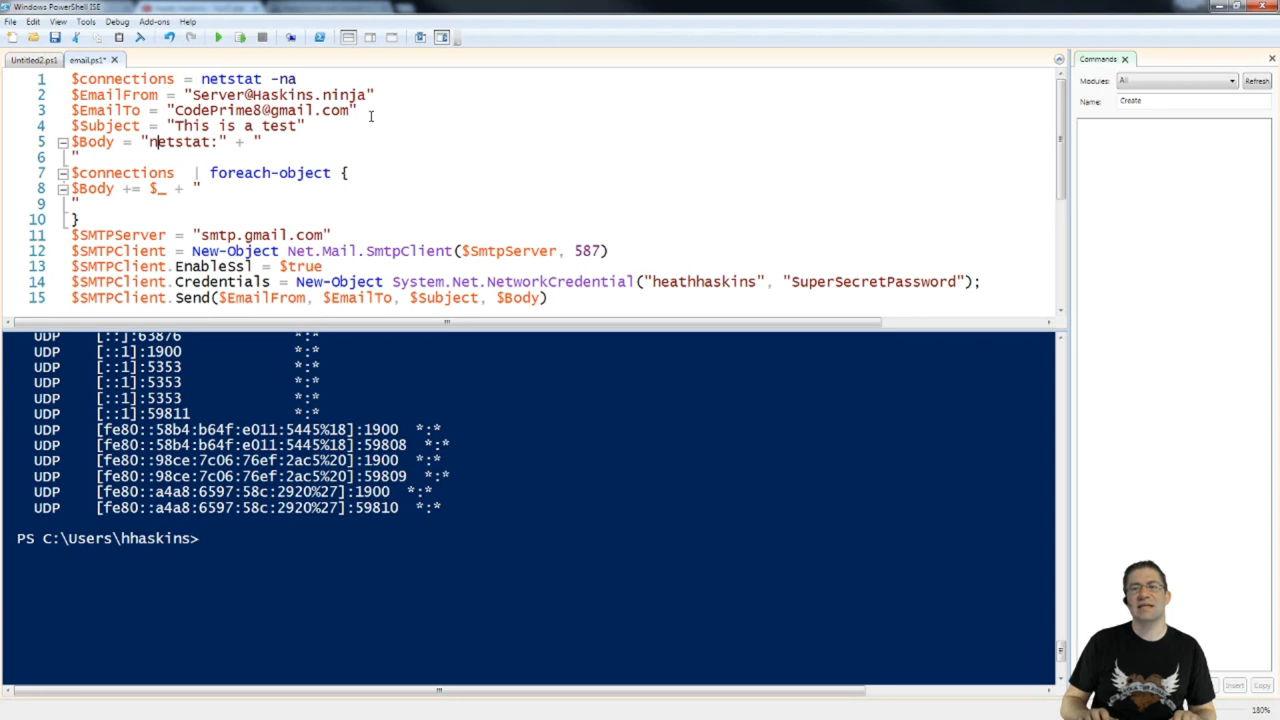 Windows PowerShell ISE
File Edit View Tools Debug Add-ons Help
Untitled2.ps1 email.ps1*
1 $connections = netstat -na
2 $EmailFrom = "Server@Haskins.ninja"
3 $EmailTo = "CodePrime8@gmail.com"
4 $Subject = "This is a test"
5 $Body = "netstat:" + "
6 "
7 $connections | foreach-object {
8 $Body += $_ + "
9 "
10 }
11 $SMTPServer = "smtp.gmail.com"
12 $SMTPClient = New-Object Net.Mail.SmtpClient($SmtpServer, 587)
13 $SMTPClient.EnableSsl = $true
14 $SMTPClient.Credentials = New-Object System.Net.NetworkCredential("heathhaskins", "SuperSecretPassword");
15 $SMTPClient.Send($EmailFrom, $EmailTo, $Subject, $Body)
UDP [::]:63876 *:*
UDP [::1]:1900 *:*
UDP [::1]:5353 *:*
UDP [::1]:5353 *:*
UDP [::1]:5353 *:*
UDP [::1]:59811 *:*
UDP [fe80::58b4:b64f:e011:5445%18]:1900 *:*
UDP [fe80::58b4:b64f:e011:5445%18]:59808 *:*
UDP [fe80::98ce:7c06:76ef:2ac5%20]:1900 *:*
UDP [fe80::98ce:7c06:76ef:2ac5%20]:59809 *:*
UDP [fe80::a4a8:6597:58c:2920%27]:1900 *:*
UDP [fe80::a4a8:6597:58c:2920%27]:59810 *:*
PS C:\Users\hhaskins>
Commands
Modules: All Refresh
Name: Create
Insert Copy
180%